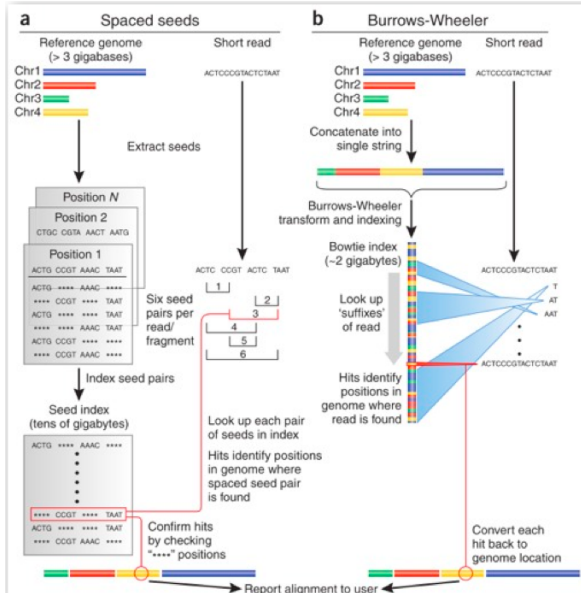 a Spaced seeds
Reference genome
(> 3 gigabases)
Short read
Chr1
Chr2
Chr3
Chr4
ACTCCCGTACTCTAAT
Extract seeds
Position N
Position 2
CTGC CGTA AACT AATG
Position 1
ACTG CCGT AAAC TAAT
ACTG **** AAAC ****
**** CCGT **** TAAT
ACTG **** **** TAAT
**** **** AAAC TAAT
ACTG CCGT **** ****
**** CCGT AAAC ****
Six seed
pairs per
read/
fragment
ACTC CCGT ACTC TAAT
1
2
3
4
5
6
Index seed pairs
Seed index
(tens of gigabytes)
ACTG **** AAAC ****
**** CCGT **** TAAT
ACTG **** **** TAAT
**** CCGT AAAC ****
Look up each pair
of seeds in index
Hits identify positions
in genome where
spaced seed pair
is found
Confirm hits
by checking
"****" positions
b Burrows-Wheeler
Reference genome
(> 3 gigabases)
Short read
Chr1
Chr2
Chr3
Chr4
ACTCCCGTACTCTAAT
Concatenate into
single string
Burrows-Wheeler
transform and indexing
Bowtie index
(~2 gigabytes)
ACTCCCGTACTCTAAT
T
AT
AAT
Look up
'suffixes'
of read
ACTCCCGTACTCTAAT
Hits identify
positions in
genome where
read is found
Convert each
hit back to
genome location
Report alignment to user